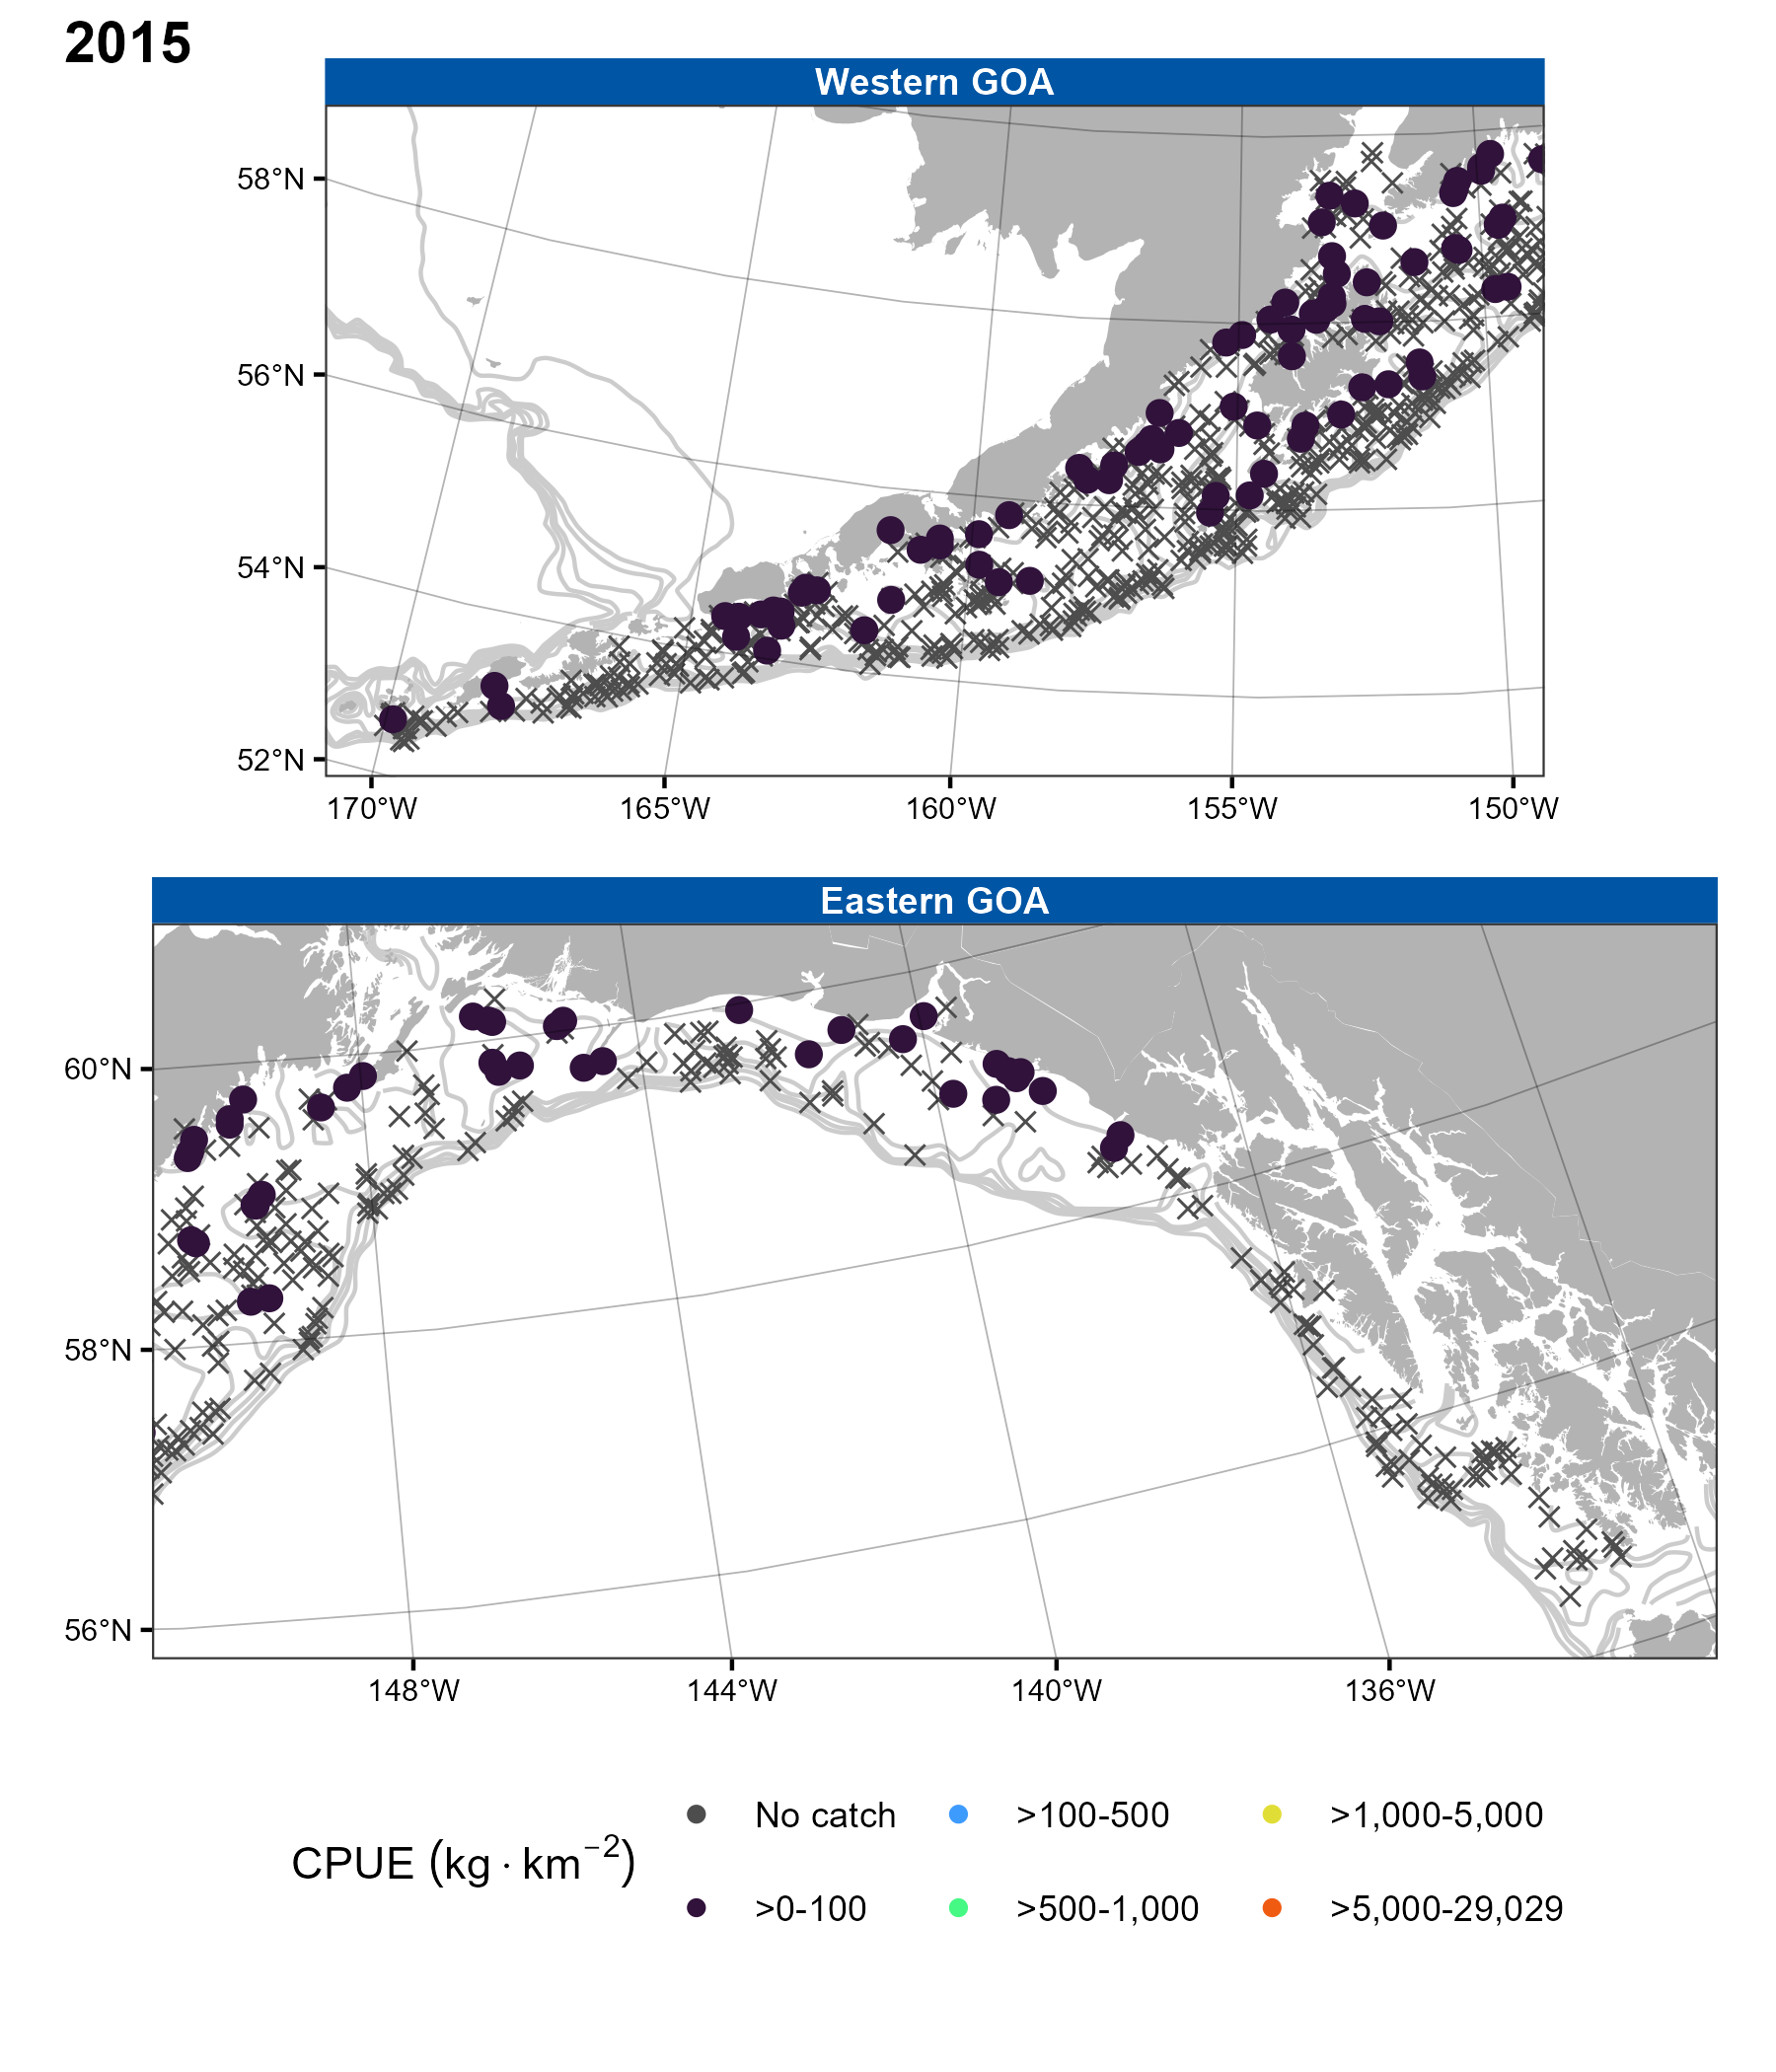 2015
Western GOA
58°N
56°N
54°N
52°N
170°W 165°W 160°W 155°W 150°W
Eastern GOA
60°N
58°N
56°N
148°W 144°W 140°W 136°W
CPUE (kg · km⁻²)
No catch >100-500 >1,000-5,000
>0-100 >500-1,000 >5,000-29,029